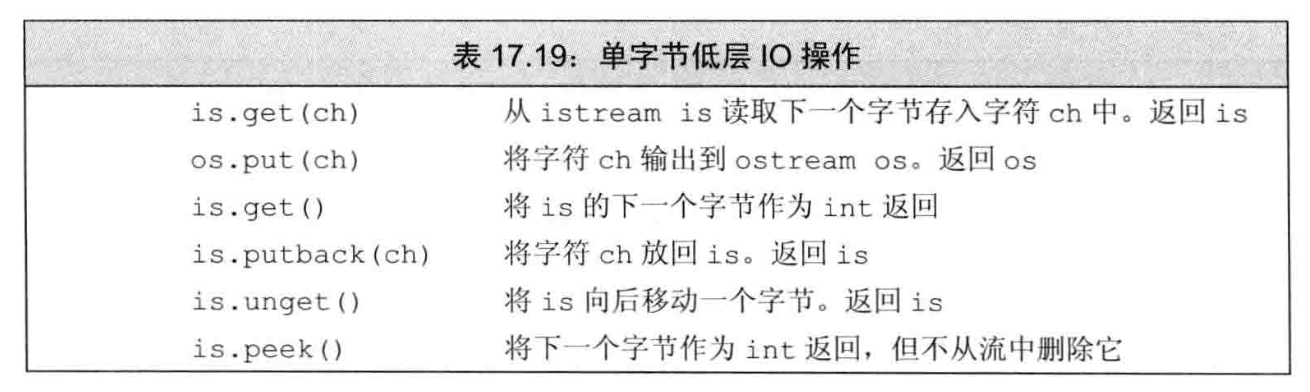 表 17.19：单字节低层 IO 操作
is.get(ch) 从 istream is 读取下一个字节存入字符 ch 中。返回 is
os.put(ch) 将字符 ch 输出到 ostream os。返回 os
is.get() 将 is 的下一个字节作为 int 返回
is.putback(ch) 将字符 ch 放回 is。返回 is
is.unget() 将 is 向后移动一个字节。返回 is
is.peek() 将下一个字节作为 int 返回，但不从流中删除它